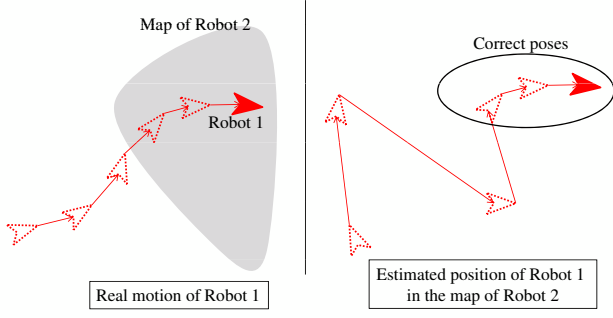 Map of Robot 2
Robot 1
Real motion of Robot 1
Correct poses
Estimated position of Robot 1
in the map of Robot 2